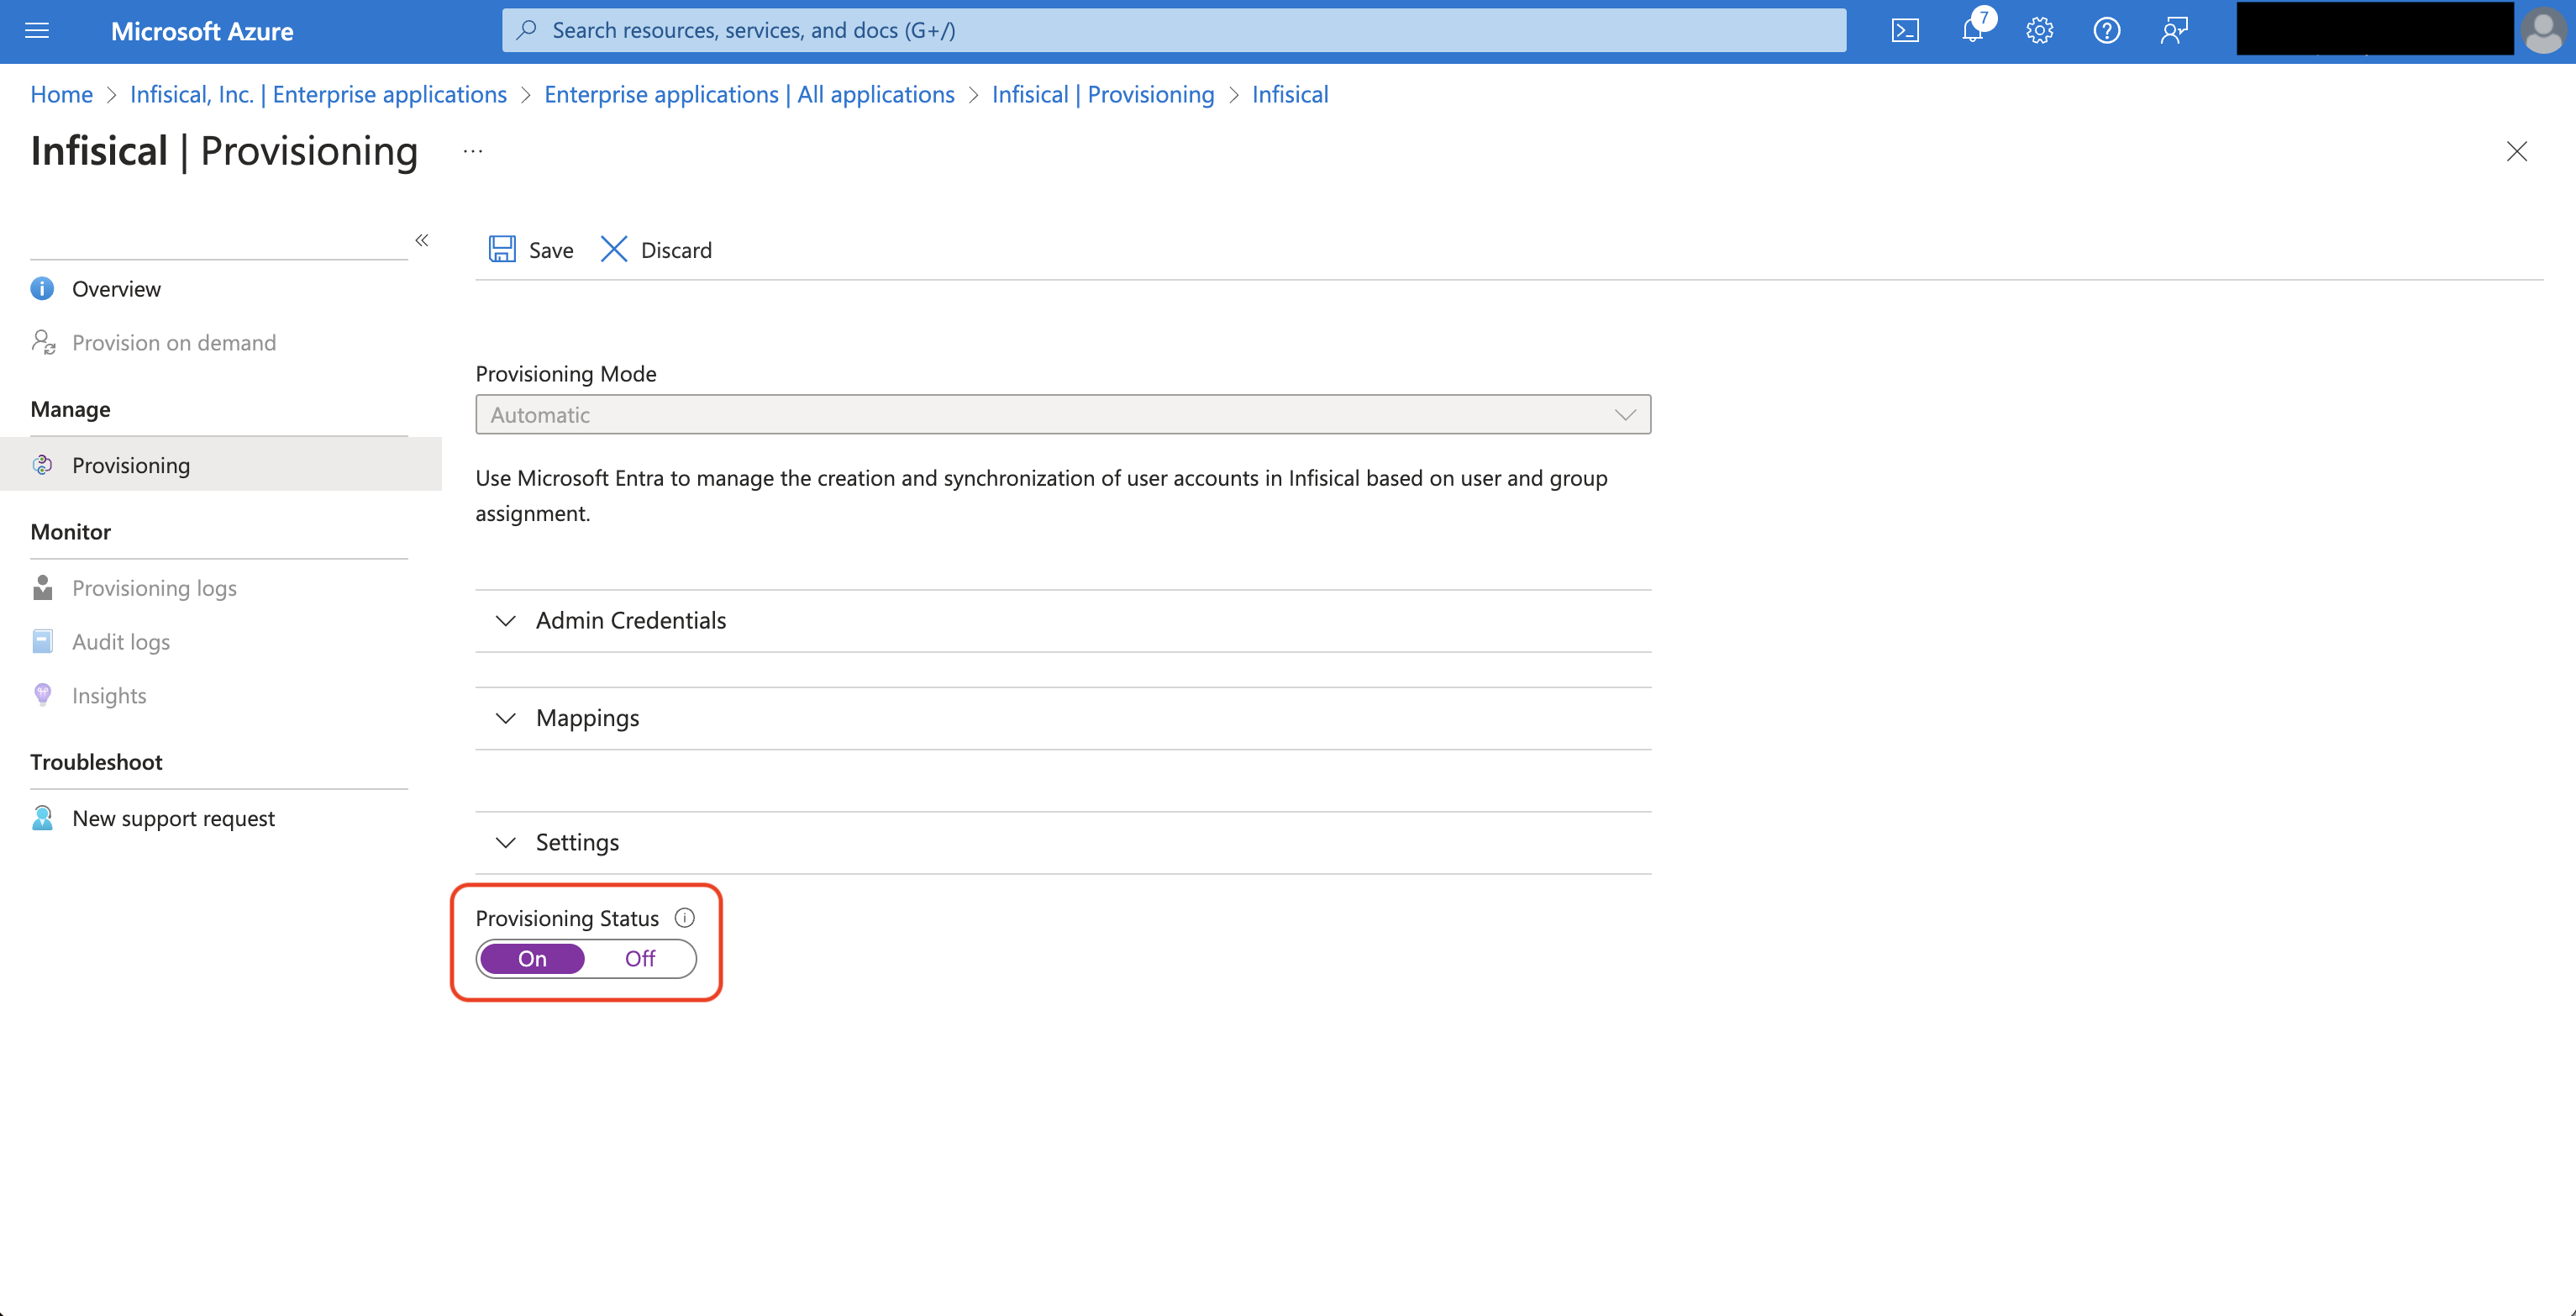 Microsoft Azure
Search resources, services, and docs (G+/)
7
Home > Infisical, Inc. | Enterprise applications > Enterprise applications | All applications > Infisical | Provisioning > Infisical
Infisical | Provisioning ...
Save Discard
Overview
Provision on demand
Manage
Provisioning
Monitor
Provisioning logs
Audit logs
Insights
Troubleshoot
New support request
Provisioning Mode
Automatic
Use Microsoft Entra to manage the creation and synchronization of user accounts in Infisical based on user and group
assignment.
Admin Credentials
Mappings
Settings
Provisioning Status
On Off